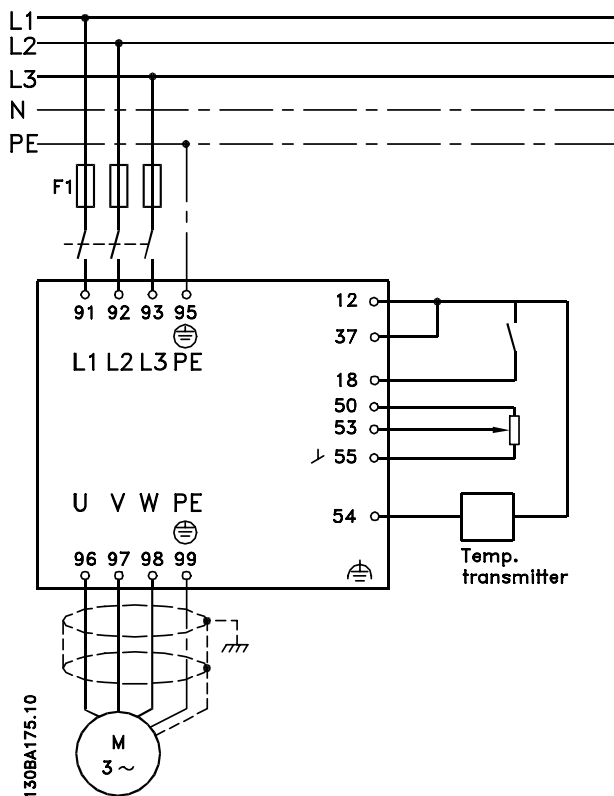 L1
L2
L3
N
PE
F1
91 92 93 95
12
37
L1 L2 L3 PE
18
50
53
55
U V W PE
54
96 97 98 99
Temp.
transmitter
M
3 ~
130BA175.10